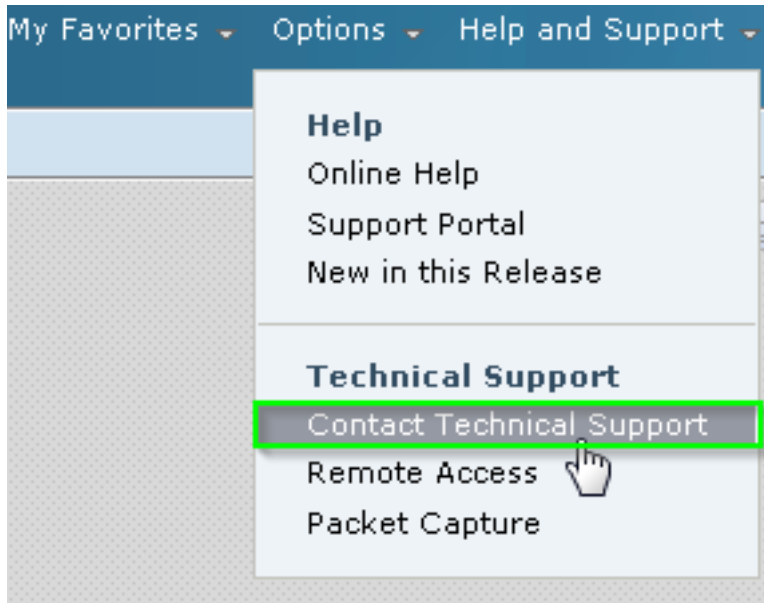 My Favorites Options Help and Support
Help
Online Help
Support Portal
New in this Release
Technical Support
Contact Technical Support
Remote Access
Packet Capture